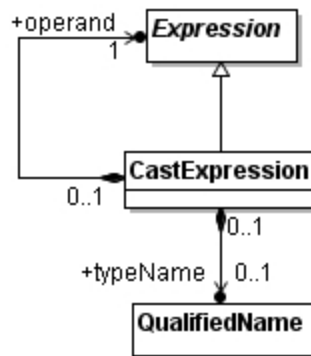 +operand
Expression
1
CastExpression
0..1
0..1
+typeName
0..1
QualifiedName